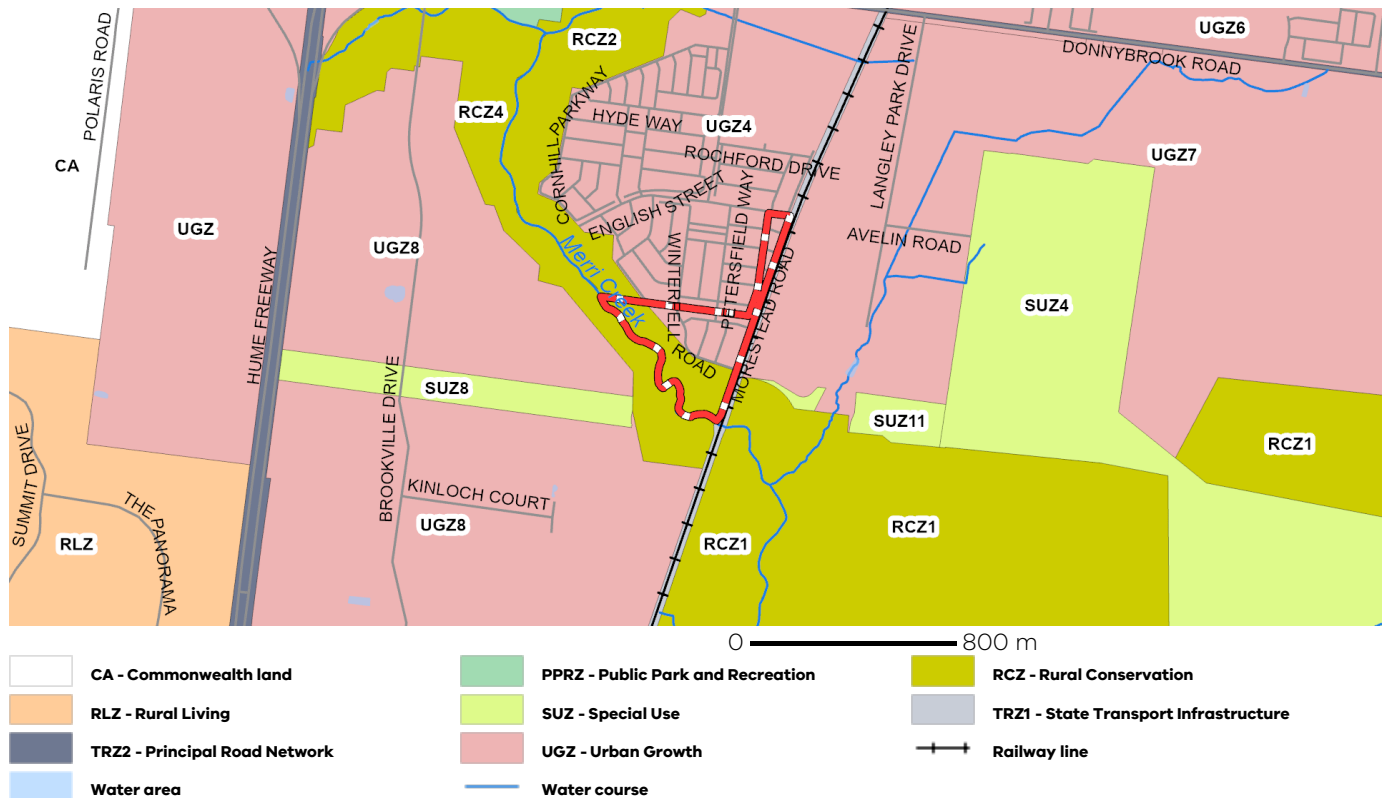 POLARIS ROAD
RCZ2
UGZ6
DONNYBROOK ROAD
RCZ4
CORNHILL PARKWAY
HYDE WAY
UGZ4
LANGLEY PARK DRIVE
ROCHFORD DRIVE
UGZ7
CA
ENGLISH STREET
PETERSFIELD WAY
UGZ
UGZ8
AVELIN ROAD
Merri Creek
WINTERFELL
ROAD
MORESTEAD ROAD
SUZ4
HUME FREEWAY
BROOKVILLE DRIVE
SUZ8
SUZ11
RCZ1
SUMMIT DRIVE
THE PANORAMA
KINLOCH COURT
UGZ8
RLZ
RCZ1
RCZ1
0 800 m
CA - Commonwealth land
PPRZ - Public Park and Recreation
RCZ - Rural Conservation
RLZ - Rural Living
SUZ - Special Use
TRZ1 - State Transport Infrastructure
TRZ2 - Principal Road Network
UGZ - Urban Growth
Railway line
Water area
Water course